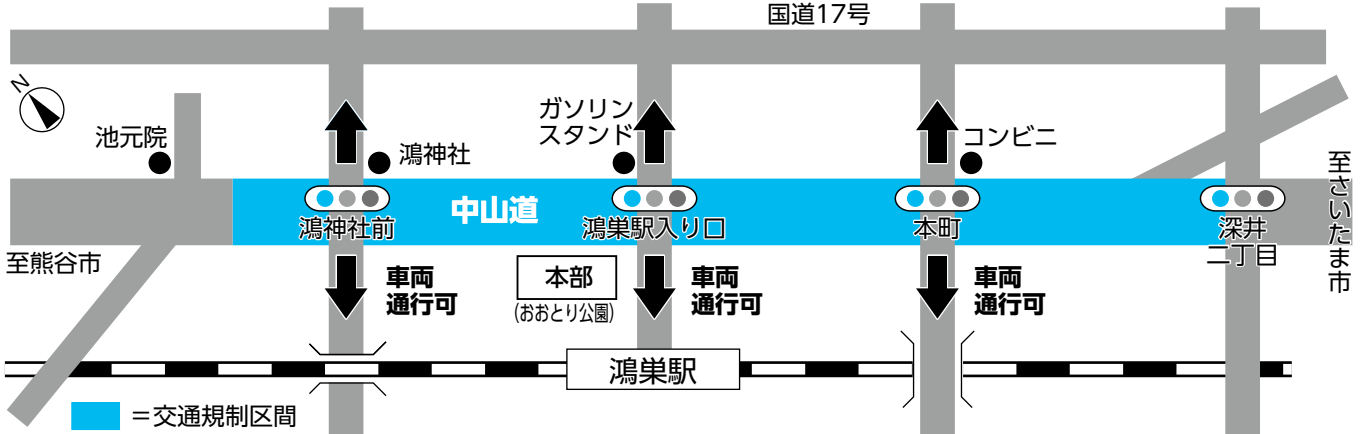 国道17号
N
ガソリン
スタンド
池元院
鴻神社
コンビニ
至さいたま市
中山道
鴻神社前
鴻巣駅入り口
本町
深井
二丁目
至熊谷市
車両
通行可
本部
(おおとり公園)
車両
通行可
車両
通行可
鴻巣駅
=交通規制区間